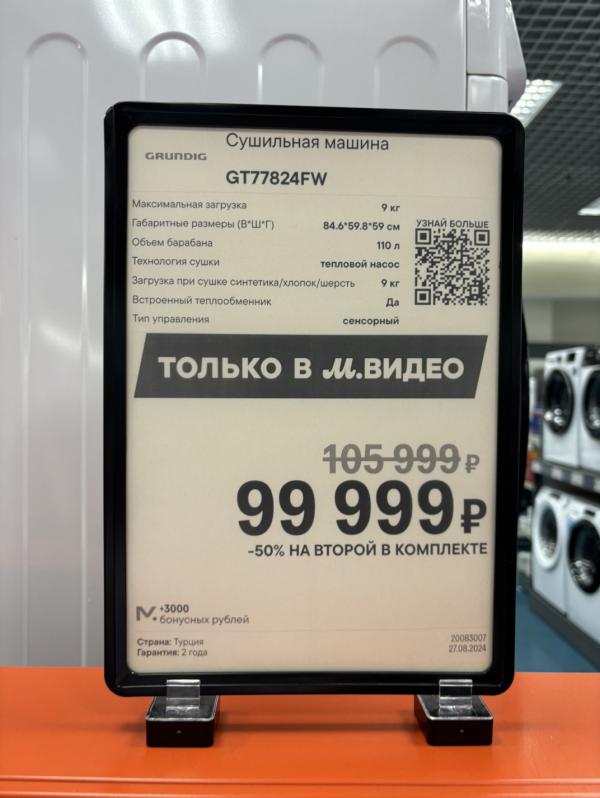 Сушильная машина
GRUNDIG
GT77824FW
Максимальная загрузка 9 кг
Габаритные размеры (В*Ш*Г) 84.6*59.8*59 см
УЗНАЙ БОЛЬШЕ
Объем барабана 110 л
Технология сушки тепловой насос
Загрузка при сушке синтетика/хлопок/шерсть 9 кг
Встроенный теплообменник Да
Тип управления сенсорный
ТОЛЬКО В м.ВИДЕО
105 999 ₽
99 999 ₽
-50% НА ВТОРОЙ В КОМПЛЕКТЕ
м. +3000
бонусных рублей
Страна: Турция 20083007
Гарантия: 2 года 27.08.2024